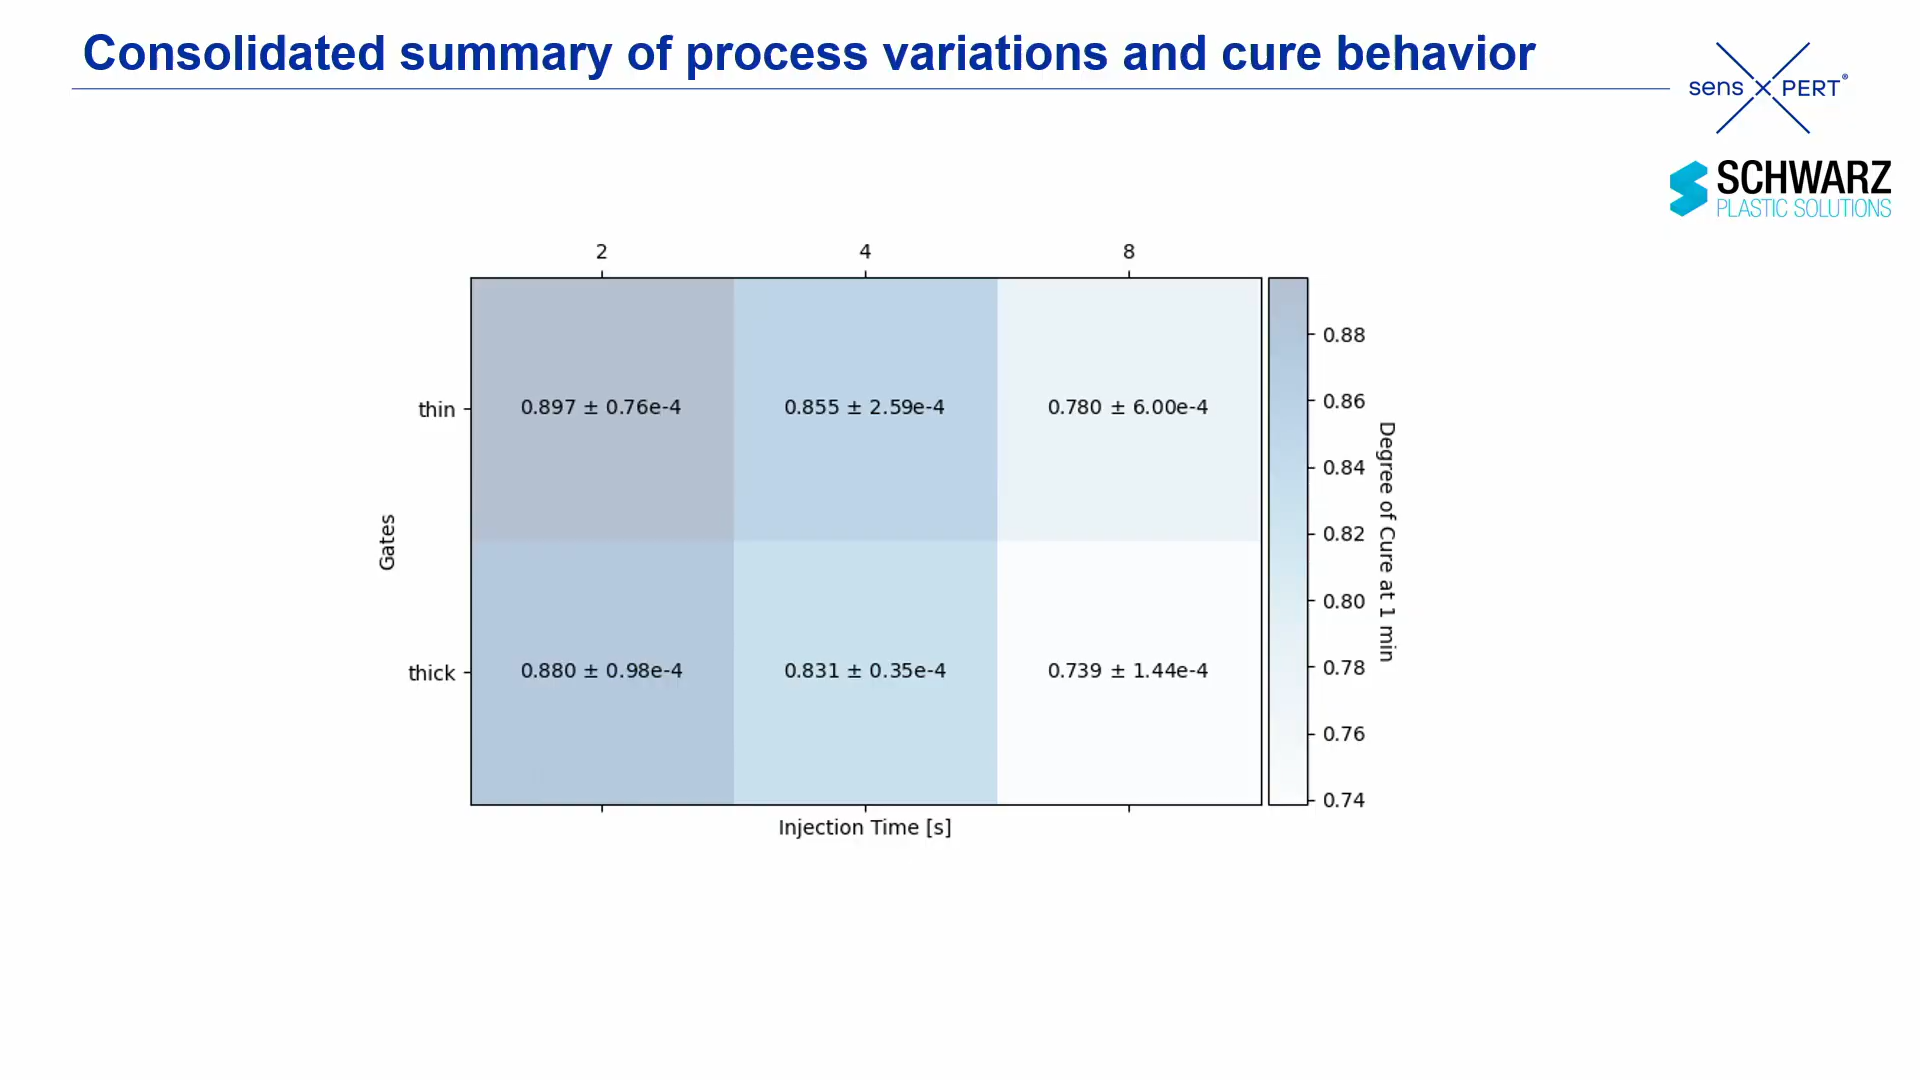 Consolidated summary of process variations and cure behavior
sens PERT®
SCHWARZ
PLASTIC SOLUTIONS
2 4 8
thin
0.897 ± 0.76e-4 0.855 ± 2.59e-4 0.780 ± 6.00e-4
Gates
thick
0.880 ± 0.98e-4 0.831 ± 0.35e-4 0.739 ± 1.44e-4
Injection Time [s]
0.88
0.86
0.84
0.82
0.80
0.78
0.76
0.74
Degree of Cure at 1 min